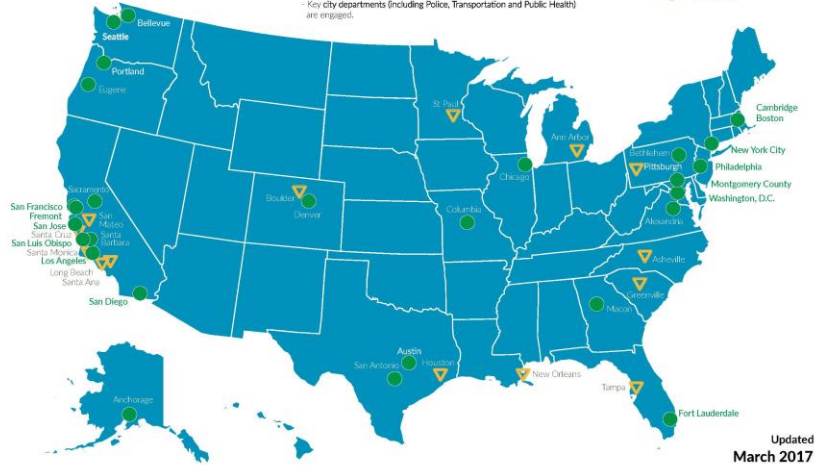 - Key city departments (including Police, Transportation and Public Health)
are engaged.
Bellevue
Seattle
Portland
Eugene
St Paul
Ann Arbor
Cambridge
Boston
New York City
Bethlehem
Pittsburgh
Philadelphia
Montgomery County
Washington, D.C.
Alexandria
Chicago
Columbia
Boulder
Denver
Sacramento
San Francisco
Fremont
San Jose
San
Mateo
Santa Cruz
Santa
Barbara
San Luis Obispo
Santa Monica
Los Angeles
Long Beach
Santa Ana
San Diego
Asheville
Greenville
Macon
Austin
San Antonio
Houston
New Orleans
Tampa
Fort Lauderdale
Anchorage
Updated
March 2017